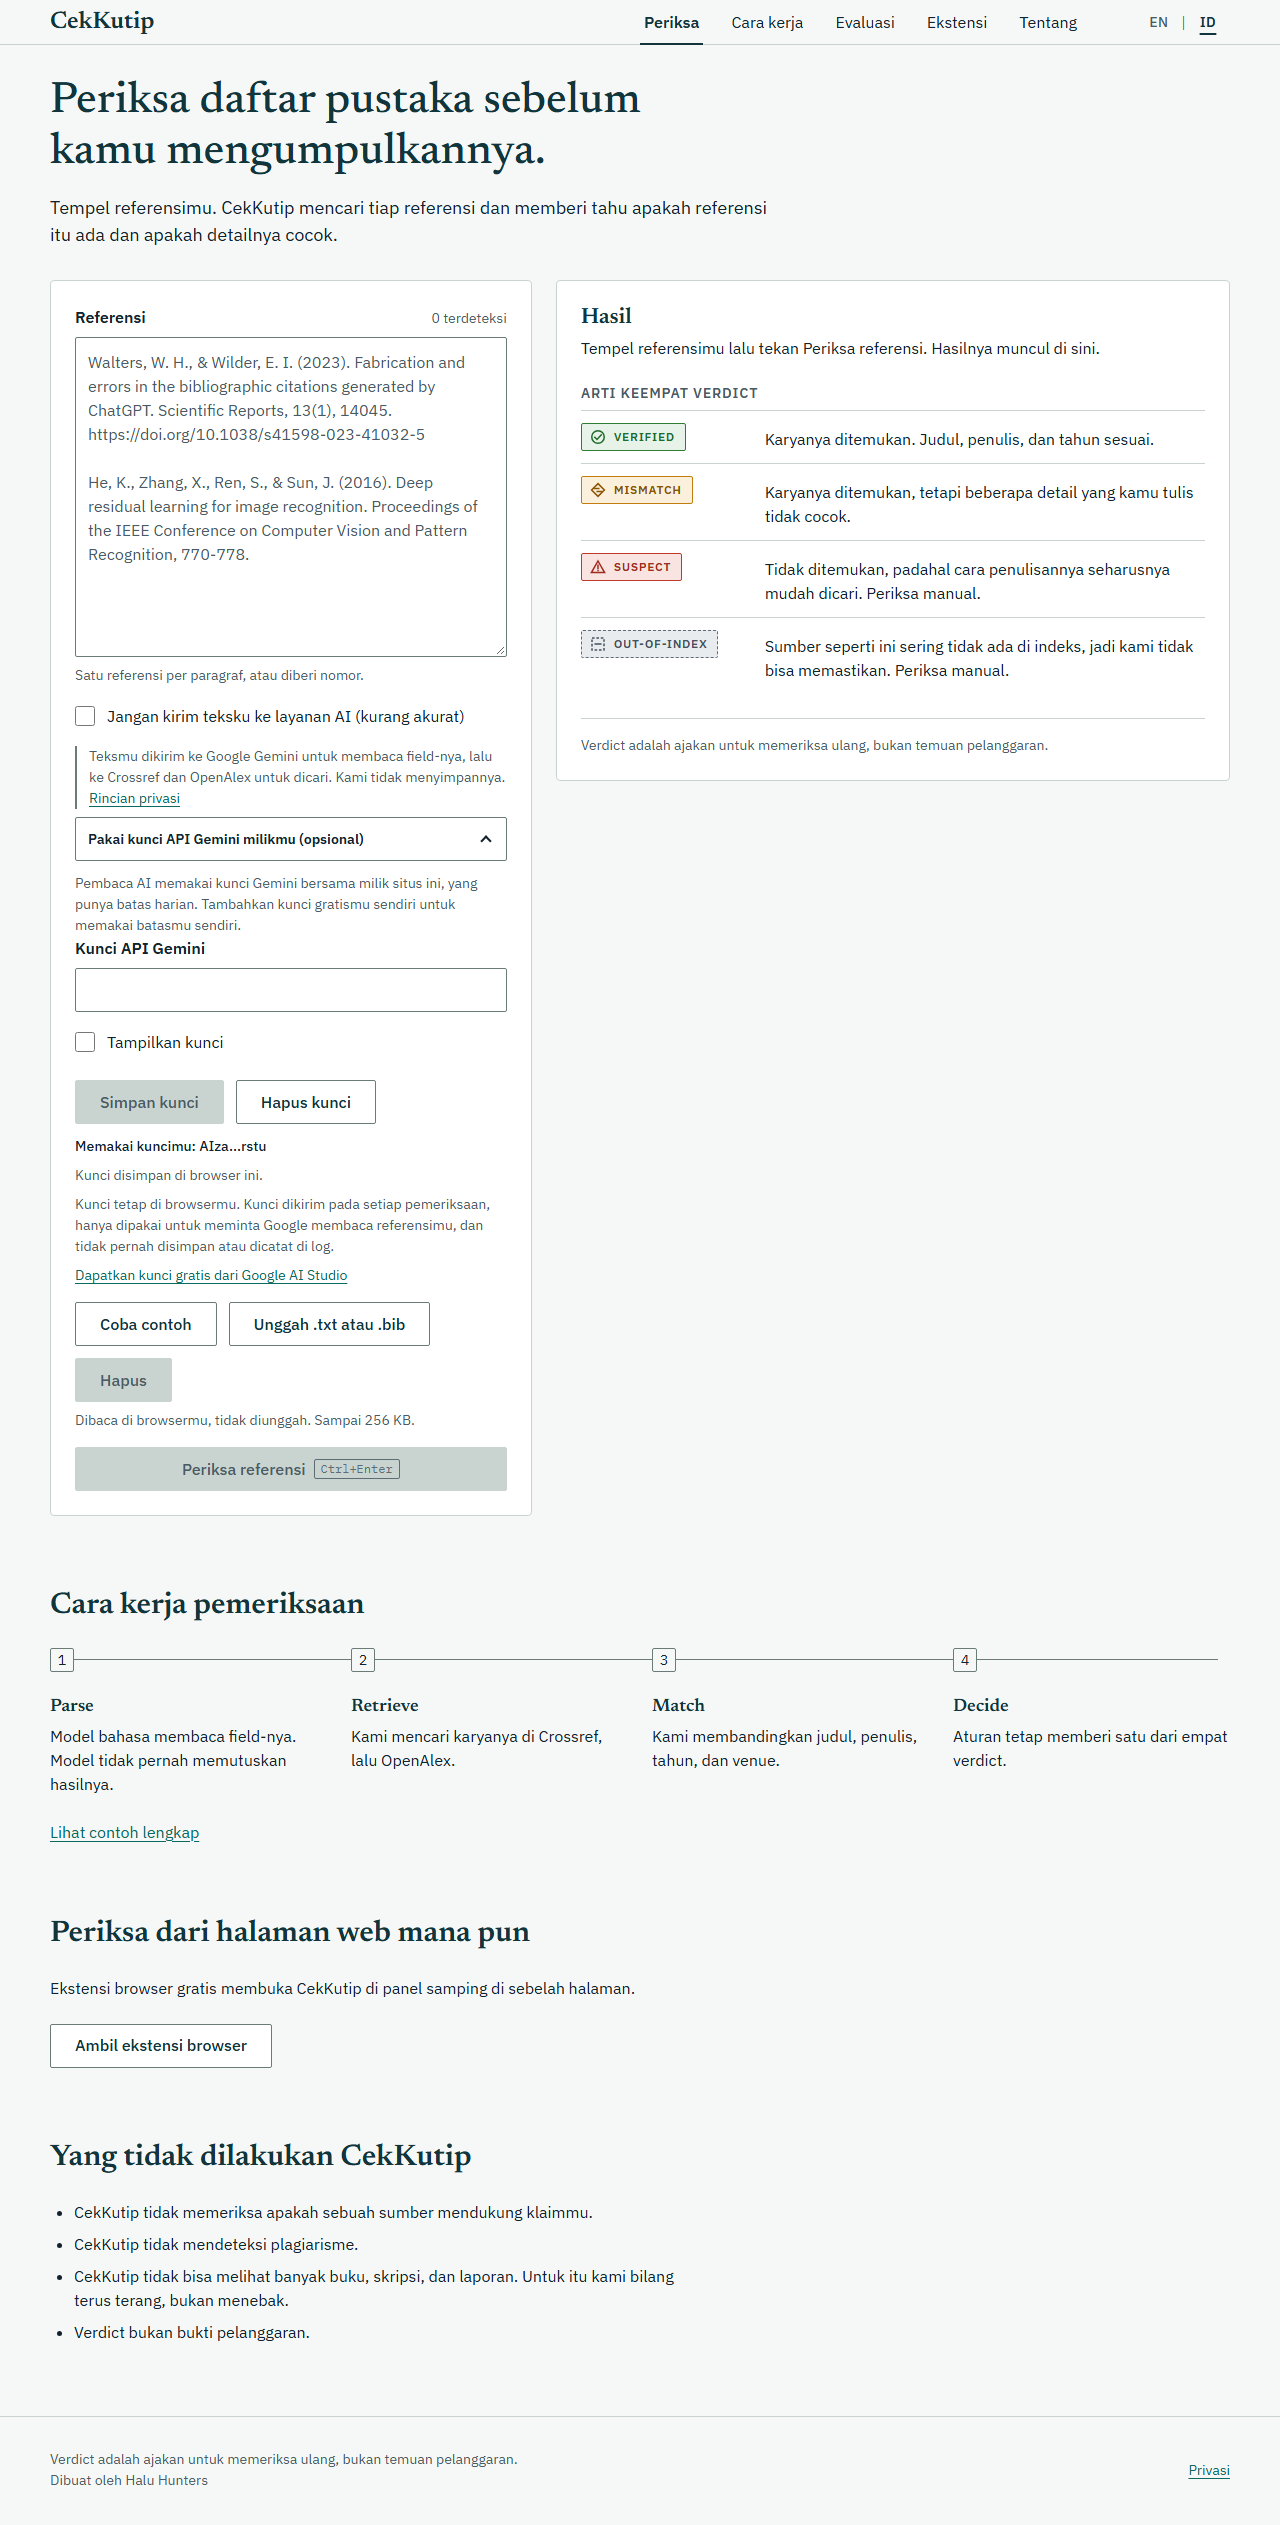 CekKutip
Periksa
Cara kerja
Evaluasi
Ekstensi
Tentang
EN | ID
Periksa daftar pustaka sebelum
kamu mengumpulkannya.
Tempel referensimu. CekKutip mencari tiap referensi dan memberi tahu apakah referensi
itu ada dan apakah detailnya cocok.
Referensi
0 terdeteksi
Walters, W. H., & Wilder, E. I. (2023). Fabrication and
errors in the bibliographic citations generated by
ChatGPT. Scientific Reports, 13(1), 14045.
https://doi.org/10.1038/s41598-023-41032-5
He, K., Zhang, X., Ren, S., & Sun, J. (2016). Deep
residual learning for image recognition. Proceedings of
the IEEE Conference on Computer Vision and Pattern
Recognition, 770-778.
Satu referensi per paragraf, atau diberi nomor.
Jangan kirim teksku ke layanan AI (kurang akurat)
Teksmu dikirim ke Google Gemini untuk membaca field-nya, lalu
ke Crossref dan OpenAlex untuk dicari. Kami tidak menyimpannya.
Rincian privasi
Pakai kunci API Gemini milikmu (opsional)
Pembaca AI memakai kunci Gemini bersama milik situs ini, yang
punya batas harian. Tambahkan kunci gratismu sendiri untuk
memakai batasmu sendiri.
Kunci API Gemini
Tampilkan kunci
Simpan kunci
Hapus kunci
Memakai kuncimu: AIza...rstu
Kunci disimpan di browser ini.
Kunci tetap di browsermu. Kunci dikirim pada setiap pemeriksaan,
hanya dipakai untuk meminta Google membaca referensimu, dan
tidak pernah disimpan atau dicatat di log.
Dapatkan kunci gratis dari Google AI Studio
Coba contoh
Unggah .txt atau .bib
Hapus
Dibaca di browsermu, tidak diunggah. Sampai 256 KB.
Periksa referensi Ctrl+Enter
Hasil
Tempel referensimu lalu tekan Periksa referensi. Hasilnya muncul di sini.
ARTI KEEMPAT VERDICT
VERIFIED
Karyanya ditemukan. Judul, penulis, dan tahun sesuai.
MISMATCH
Karyanya ditemukan, tetapi beberapa detail yang kamu tulis
tidak cocok.
SUSPECT
Tidak ditemukan, padahal cara penulisannya seharusnya
mudah dicari. Periksa manual.
OUT-OF-INDEX
Sumber seperti ini sering tidak ada di indeks, jadi kami tidak
bisa memastikan. Periksa manual.
Verdict adalah ajakan untuk memeriksa ulang, bukan temuan pelanggaran.
Cara kerja pemeriksaan
1
Parse
Model bahasa membaca field-nya.
Model tidak pernah memutuskan
hasilnya.
2
Retrieve
Kami mencari karyanya di Crossref,
lalu OpenAlex.
3
Match
Kami membandingkan judul, penulis,
tahun, dan venue.
4
Decide
Aturan tetap memberi satu dari empat
verdict.
Lihat contoh lengkap
Periksa dari halaman web mana pun
Ekstensi browser gratis membuka CekKutip di panel samping di sebelah halaman.
Ambil ekstensi browser
Yang tidak dilakukan CekKutip
• CekKutip tidak memeriksa apakah sebuah sumber mendukung klaimmu.
• CekKutip tidak mendeteksi plagiarisme.
• CekKutip tidak bisa melihat banyak buku, skripsi, dan laporan. Untuk itu kami bilang
terus terang, bukan menebak.
• Verdict bukan bukti pelanggaran.
Verdict adalah ajakan untuk memeriksa ulang, bukan temuan pelanggaran.
Dibuat oleh Halu Hunters
Privasi